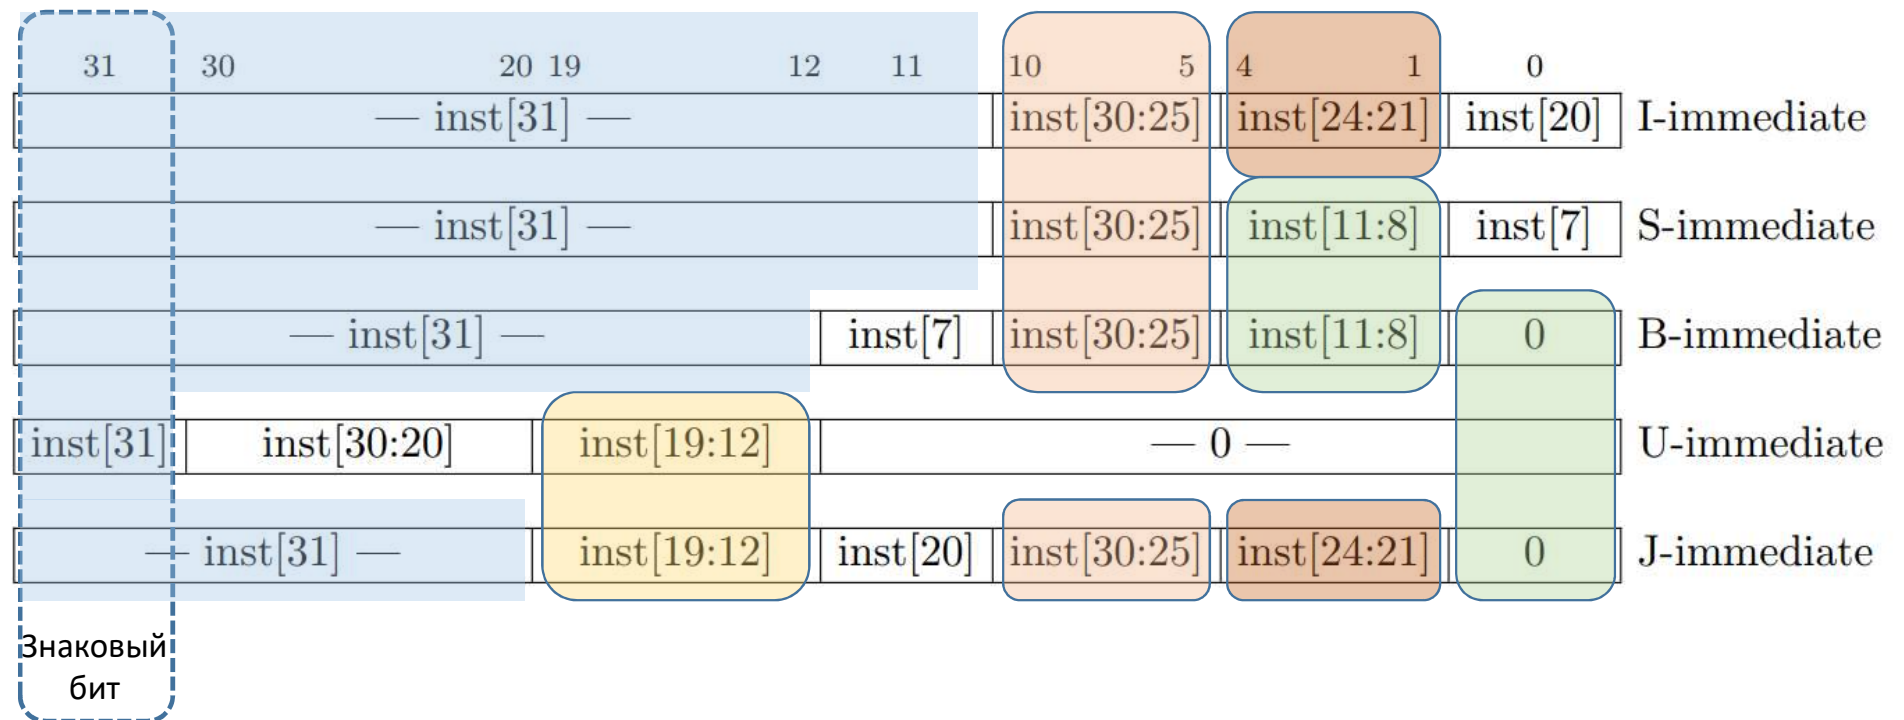 31 30 20 19 12 11 10 5 4 1 0
— inst[31] — inst[30:25] inst[24:21] inst[20] I-immediate
— inst[31] — inst[30:25] inst[11:8] inst[7] S-immediate
— inst[31] — inst[7] inst[30:25] inst[11:8] 0 B-immediate
inst[31] inst[30:20] inst[19:12] — 0 — U-immediate
— inst[31] — inst[19:12] inst[20] inst[30:25] inst[24:21] 0 J-immediate
Знаковый
бит